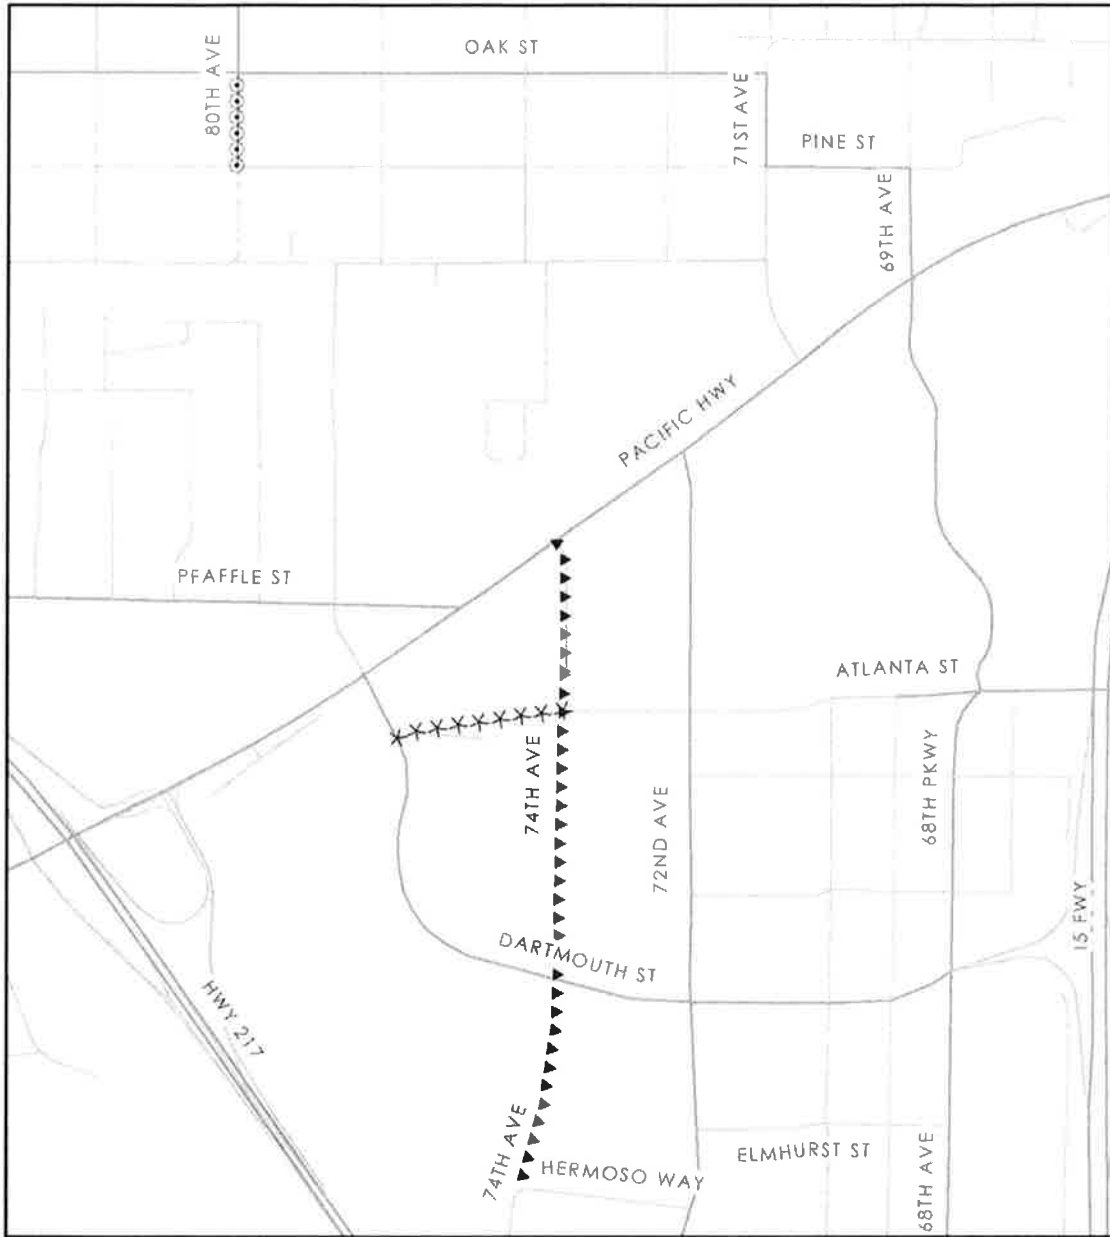 OAK ST
80TH AVE
71ST AVE
PINE ST
69TH AVE
PACIFIC HWY
PFAFFLE ST
ATLANTA ST
74TH AVE
72ND AVE
68TH PKWY
I5 FWY
DARTMOUTH ST
HWY 217
74TH AVE
HERMOSO WAY
ELMHURST ST
68TH AVE